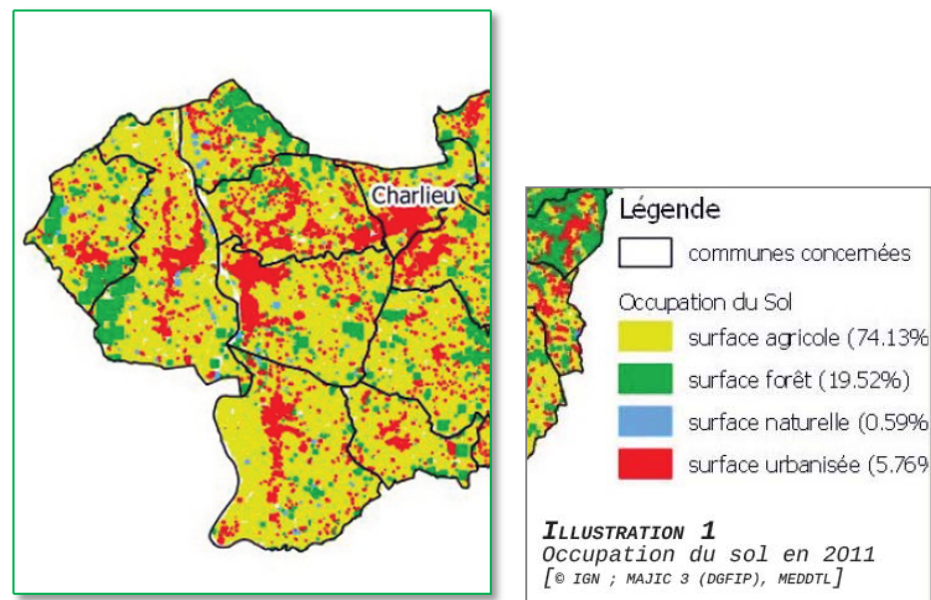 Charlieu
Légende
communes concernées
Occupation du Sol
surface agricole (74.13%
surface forêt (19.52%)
surface naturelle (0.59%
surface urbanisée (5.76%
ILLUSTRATION 1
Occupation du sol en 2011
[© IGN ; MAJIC 3 (DGFIP), MEDDTL]